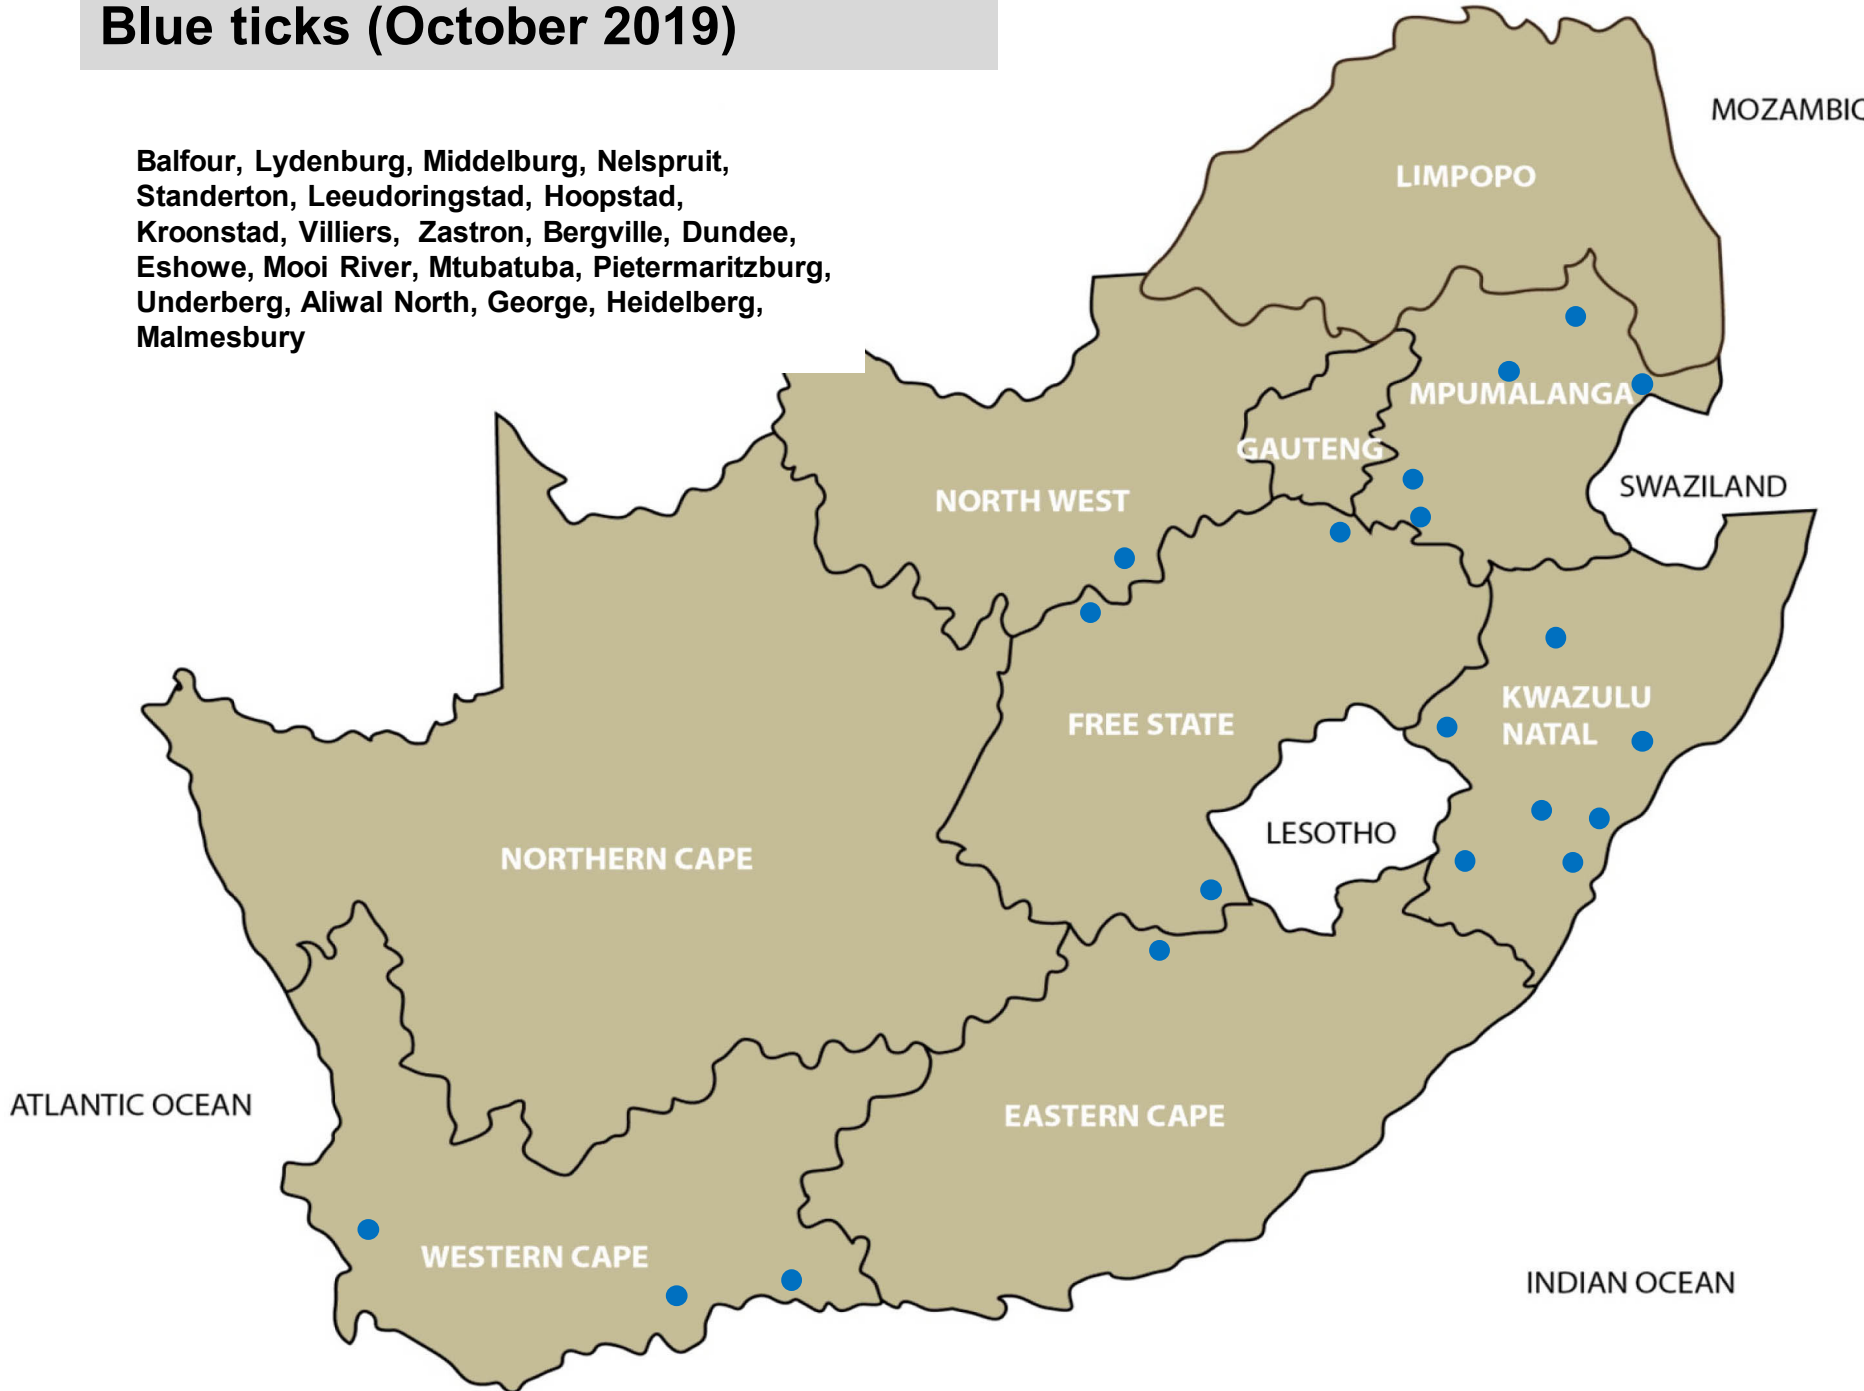 Blue ticks (October 2019)
Balfour, Lydenburg, Middelburg, Nelspruit,
Standerton, Leeudoringstad, Hoopstad,
Kroonstad, Villiers, Zastron, Bergville, Dundee,
Eshowe, Mooi River, Mtubatuba, Pietermaritzburg,
Underberg, Aliwal North, George, Heidelberg,
Malmesbury
MOZAMBIQ
LIMPOPO
MPUMALANGA
GAUTENG
SWAZILAND
NORTH WEST
KWAZULU
NATAL
FREE STATE
LESOTHO
NORTHERN CAPE
ATLANTIC OCEAN
EASTERN CAPE
WESTERN CAPE
INDIAN OCEAN